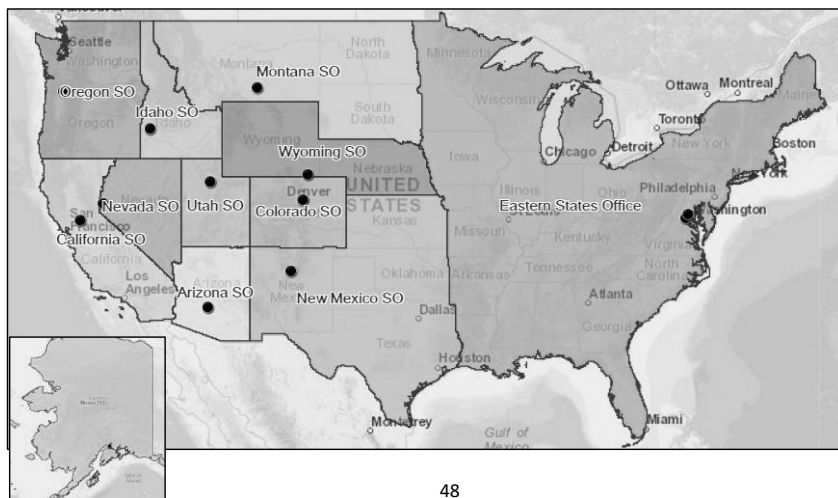 Vancouver
Seattle
Washington
Montana
North
Dakota
Minnesota
Montana SO
Ottawa
Montreal
Maine
Oregon SO
Oregon
Idaho SO
Idaho
South
Dakota
Wisconsin
Toronto
Wyoming
Wyoming SO
Iowa
Chicago
Detroit
New York
Boston
Nebraska
UNITED
STATES
Nevada SO
Utah SO
Denver
Colorado SO
Kansas
Illinois
Ohio
Philadelphia
Eastern States Office
St Louis
Washington
San
Francisco
California SO
California
Missouri
Kentucky
Virginia
Los
Angeles
Arizona
Arizona SO
New
Mexico
New Mexico SO
Oklahoma
Arkansas
Tennessee
North
Carolina
Dallas
Atlanta
Georgia
Texas
Houston
Monterrey
Gulf of
Mexico
Miami
48